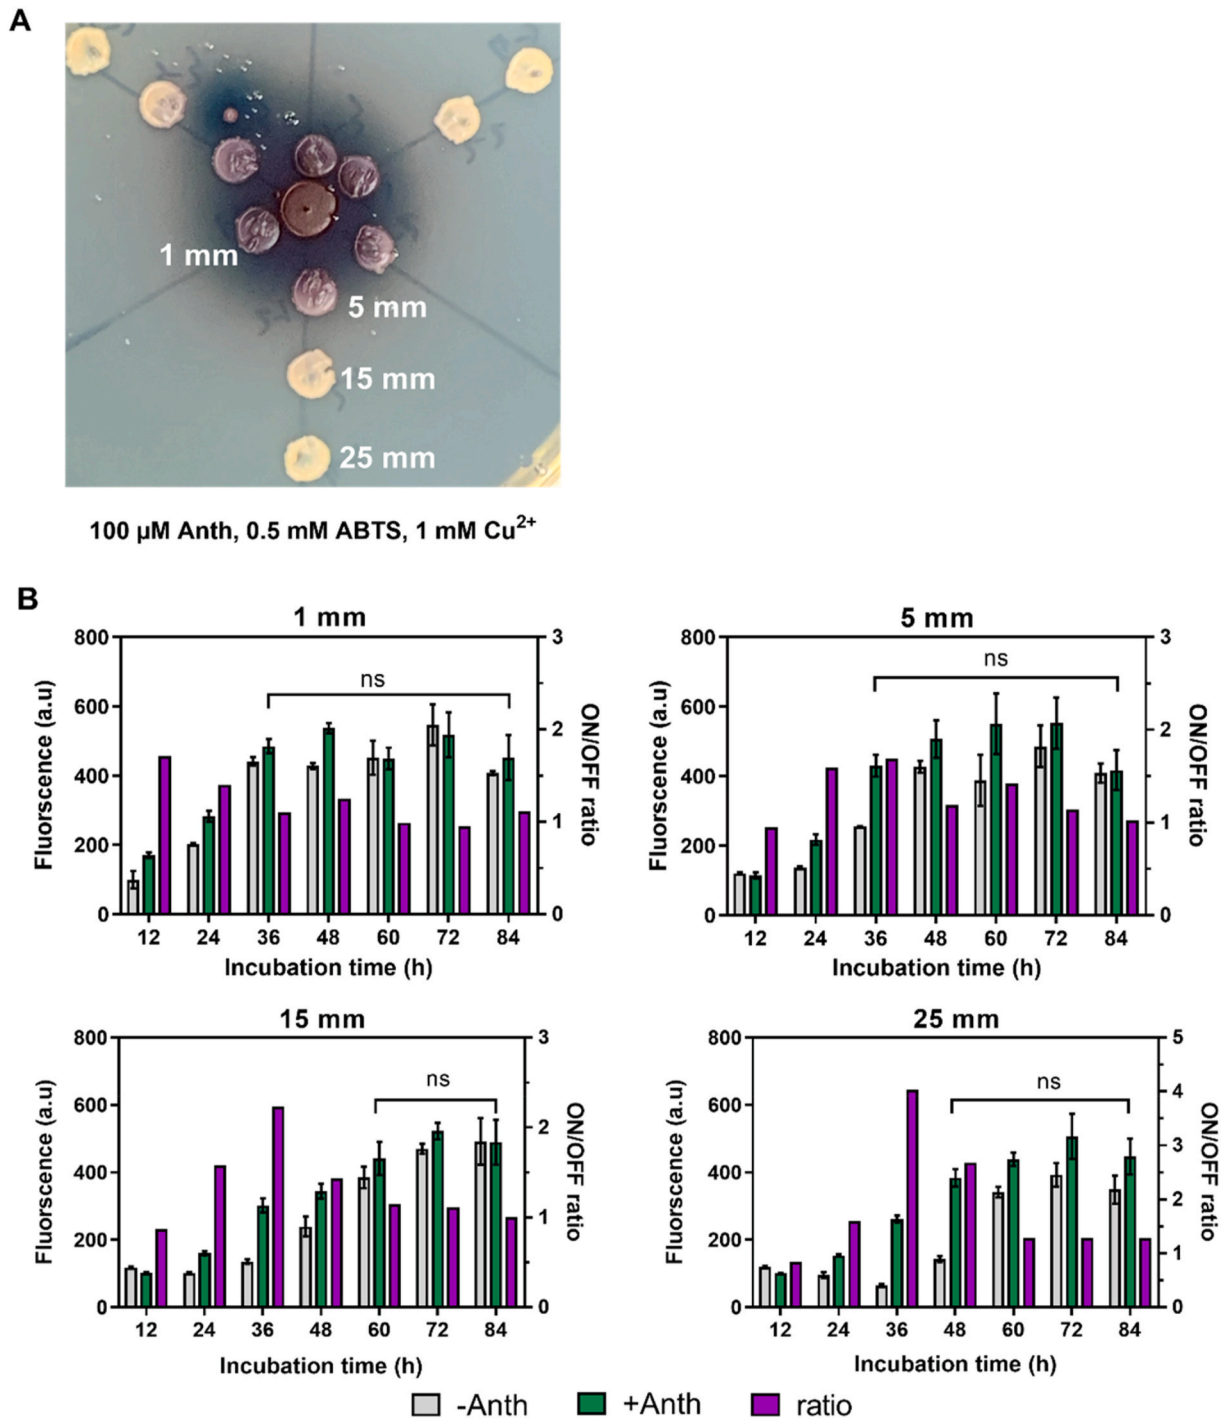 A
1 mm
5 mm
15 mm
25 mm
100 µM Anth, 0.5 mM ABTS, 1 mM Cu²⁺
B
1 mm
800
600
400
200
0
Fluorscence (a.u)
ns
3
2
1
0
ON/OFF ratio
12 24 36 48 60 72 84
Incubation time (h)
5 mm
800
600
400
200
0
Fluorscence (a.u)
ns
3
2
1
0
ON/OFF ratio
12 24 36 48 60 72 84
Incubation time (h)
15 mm
800
600
400
200
0
Fluorscence (a.u)
ns
3
2
1
0
ON/OFF ratio
12 24 36 48 60 72 84
Incubation time (h)
25 mm
800
600
400
200
0
Fluorscence (a.u)
ns
5
4
3
2
1
0
ON/OFF ratio
12 24 36 48 60 72 84
Incubation time (h)
-Anth +Anth ratio